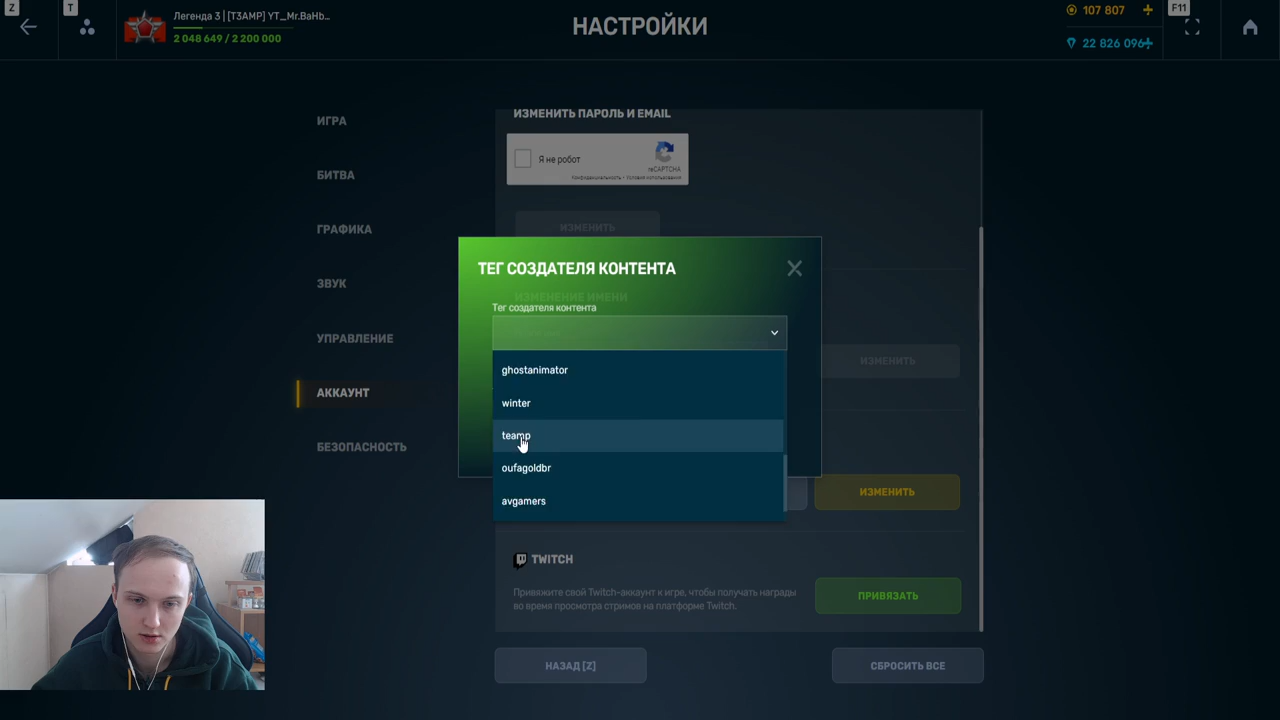 Z
T
Легенда 3 | [T3AMP] YT_Mr.BaHb...
2 048 649 / 2 200 000
НАСТРОЙКИ
107 807
22 826 096
F11
ИГРА
БИТВА
ГРАФИКА
ЗВУК
УПРАВЛЕНИЕ
АККАУНТ
БЕЗОПАСНОСТЬ
ИЗМЕНИТЬ ПАРОЛЬ И EMAIL
Я не робот
reCAPTCHA
Конфиденциальность • Условия использования
ИЗМЕНИТЬ
ТЕГ СОЗДАТЕЛЯ КОНТЕНТА
ИЗМЕНЕНИЕ ИМЕНИ
Тег создателя контента
ghostanimator
winter
teamp
oufagoldbr
avgamers
ИЗМЕНИТЬ
ИЗМЕНИТЬ
TWITCH
Привяжите свой Twitch-аккаунт к игре, чтобы получать награды
во время просмотра стримов на платформе Twitch.
ПРИВЯЗАТЬ
НАЗАД [Z]
СБРОСИТЬ ВСЕ